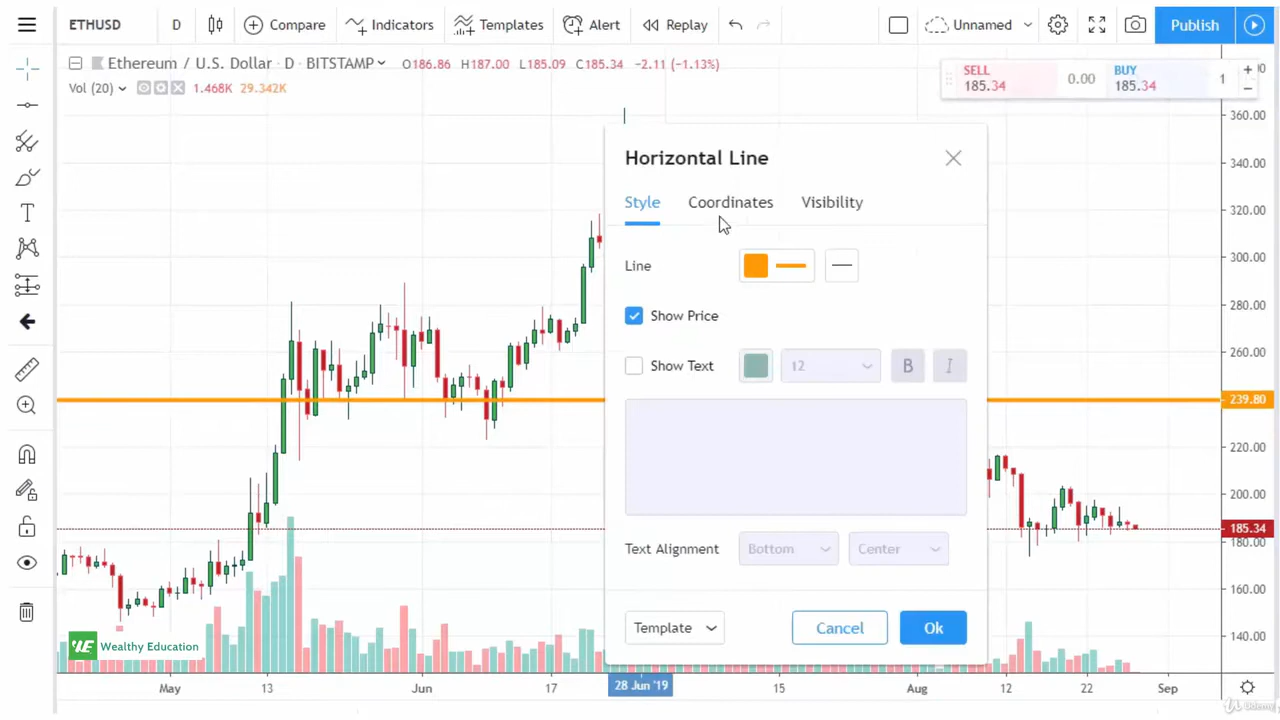 ETHUSD D Compare Indicators Templates Alert Replay Unnamed Publish
Ethereum / U.S. Dollar · D · BITSTAMP O186.86 H187.00 L185.09 C185.34 −2.11 (−1.13%)
Vol (20) 1.468K 29.342K
SELL
185.34
0.00
BUY
185.34
1
360.00
340.00
320.00
300.00
280.00
260.00
239.80
220.00
200.00
185.34
180.00
160.00
140.00
Horizontal Line
Style Coordinates Visibility
Line
Show Price
Show Text 12 B I
Text Alignment Bottom Center
Template Cancel Ok
WE Wealthy Education
May 13 Jun 17 28 Jun '19 15 Aug 12 22 Sep
Udemy